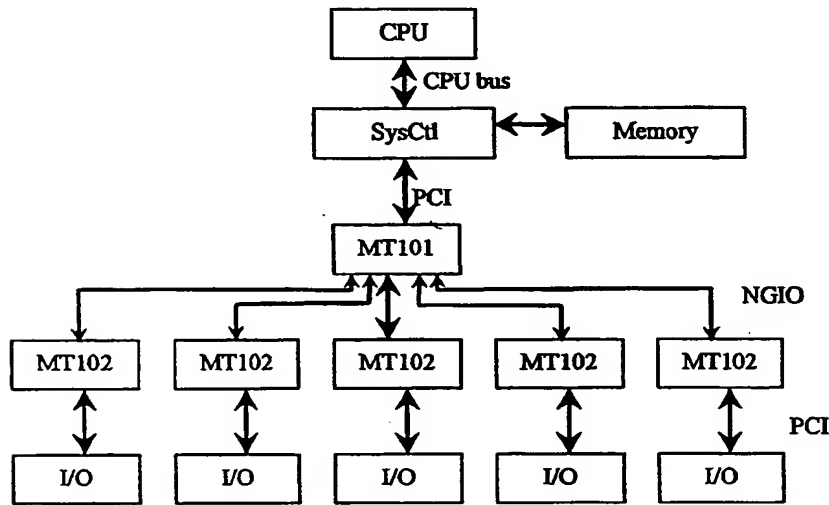 CPU
CPU bus
SysCtl
Memory
PCI
MT101
NGIO
MT102 MT102 MT102 MT102 MT102
PCI
I/O I/O I/O I/O I/O